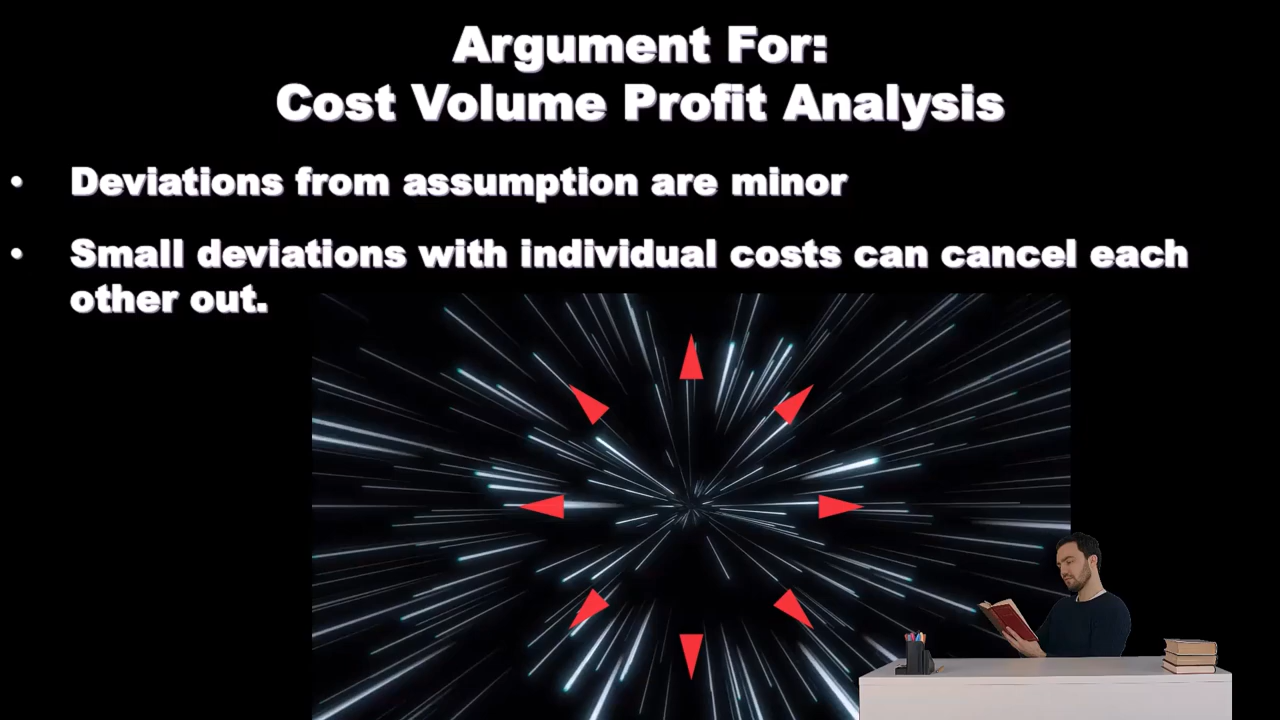 Argument For:
Cost Volume Profit Analysis
• Deviations from assumption are minor
• Small deviations with individual costs can cancel each
other out.